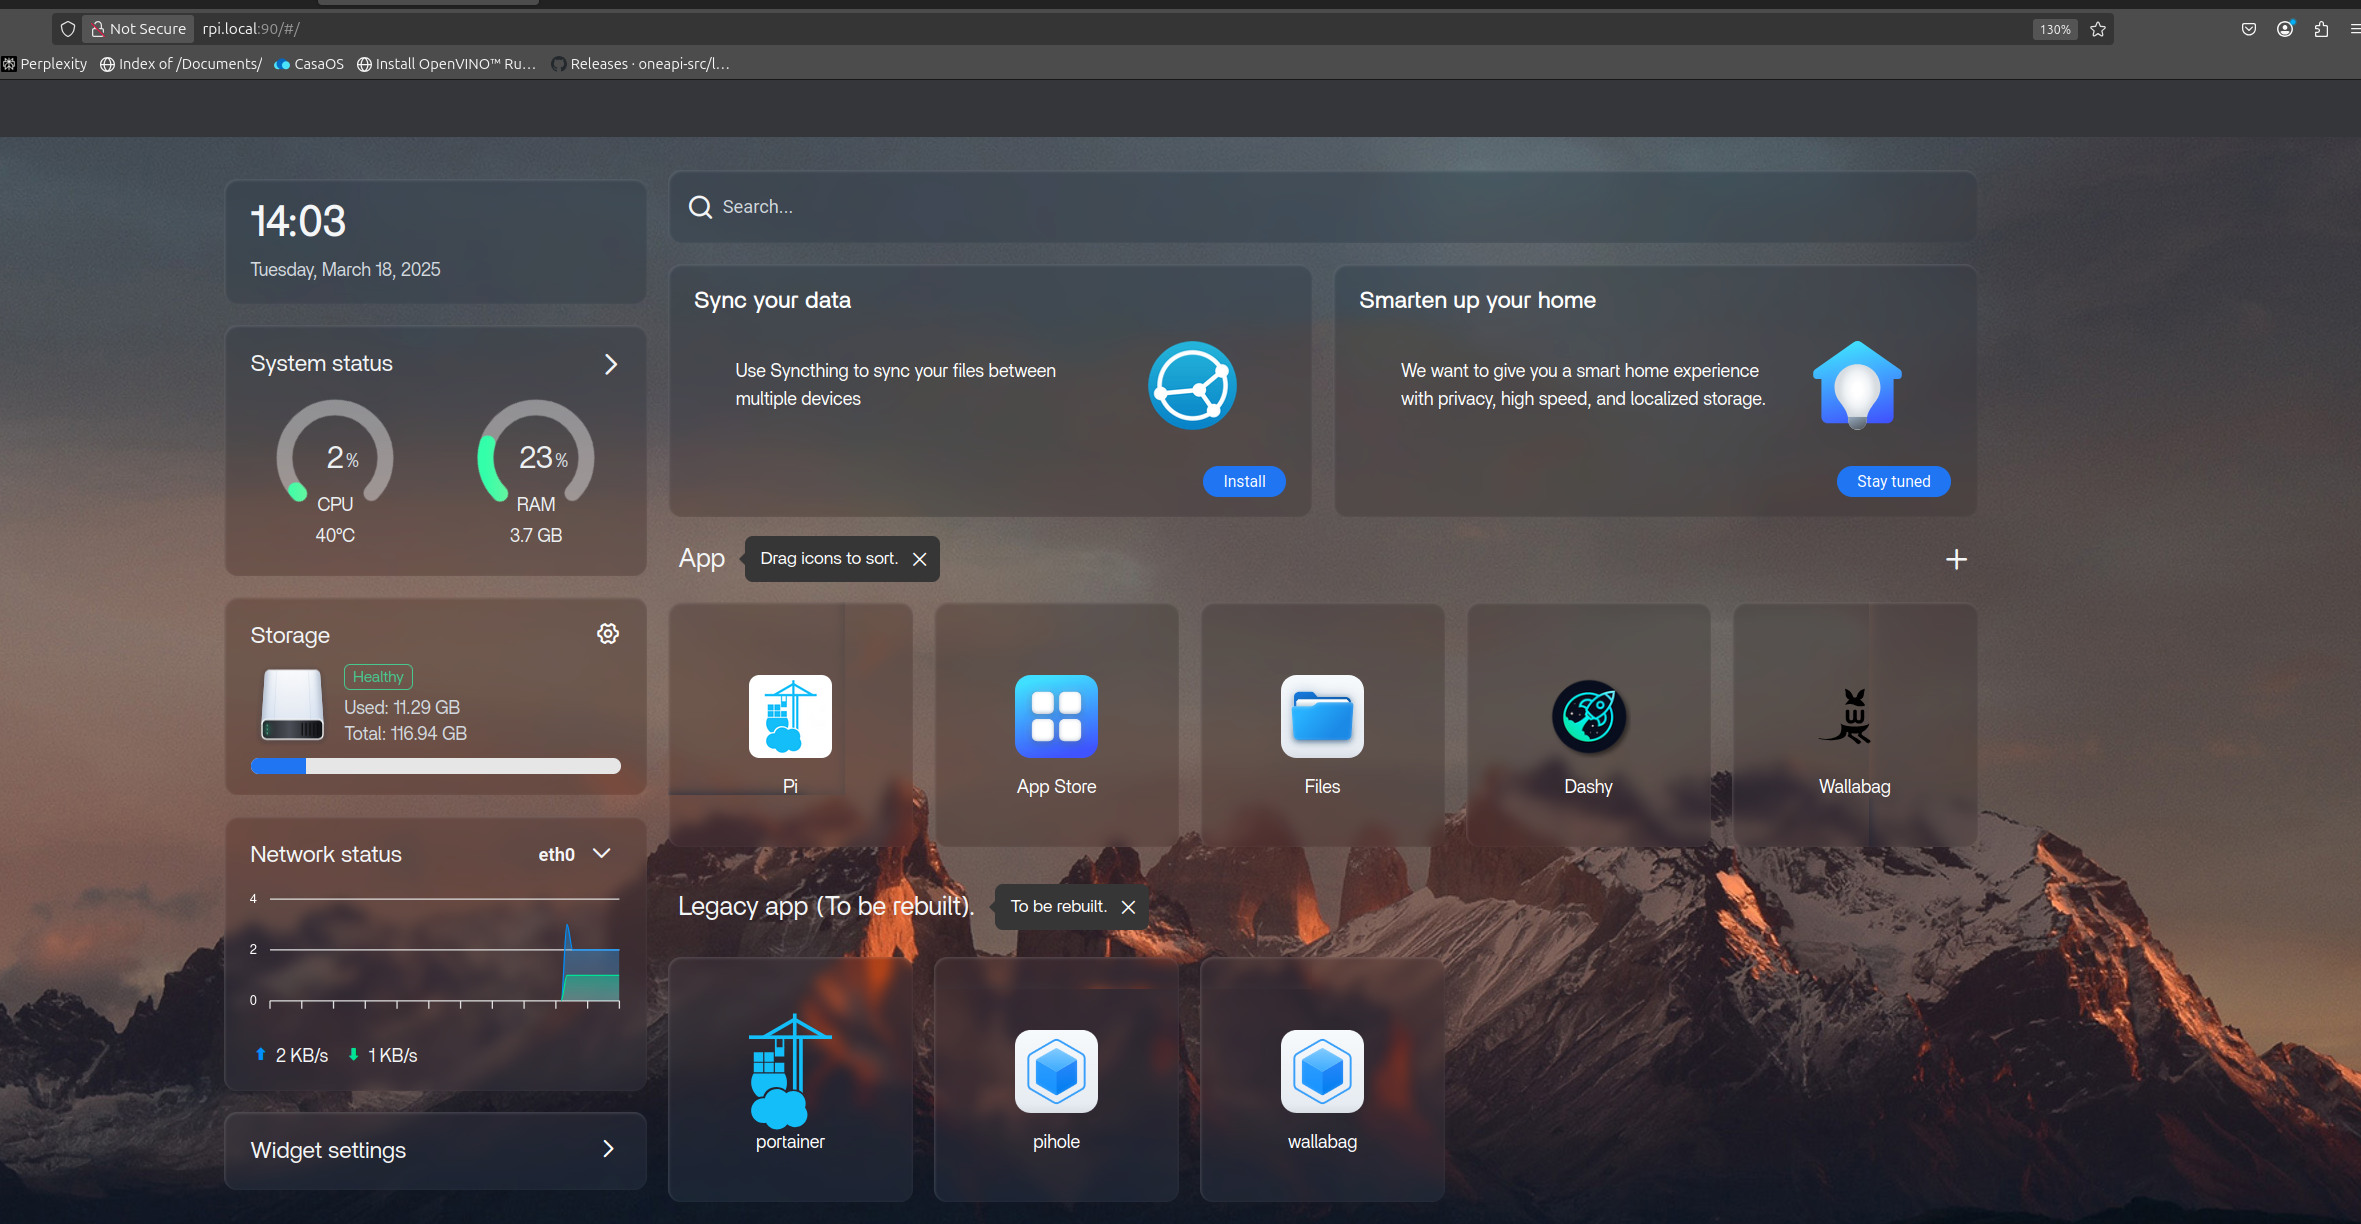 Not Secure rpi.local:90/#/ 130%
Perplexity Index of /Documents/ CasaOS Install OpenVINO™ Ru... Releases · oneapi-src/l...
14:03
Tuesday, March 18, 2025
System status
2% 23%
CPU RAM
40°C 3.7 GB
Storage
Healthy
Used: 11.29 GB
Total: 116.94 GB
Network status eth0
4
2
0
2 KB/s 1 KB/s
Widget settings
Search...
Sync your data
Use Syncthing to sync your files between
multiple devices
Install
Smarten up your home
We want to give you a smart home experience
with privacy, high speed, and localized storage.
Stay tuned
App Drag icons to sort.
Pi App Store Files Dashy Wallabag
Legacy app (To be rebuilt). To be rebuilt.
portainer pihole wallabag